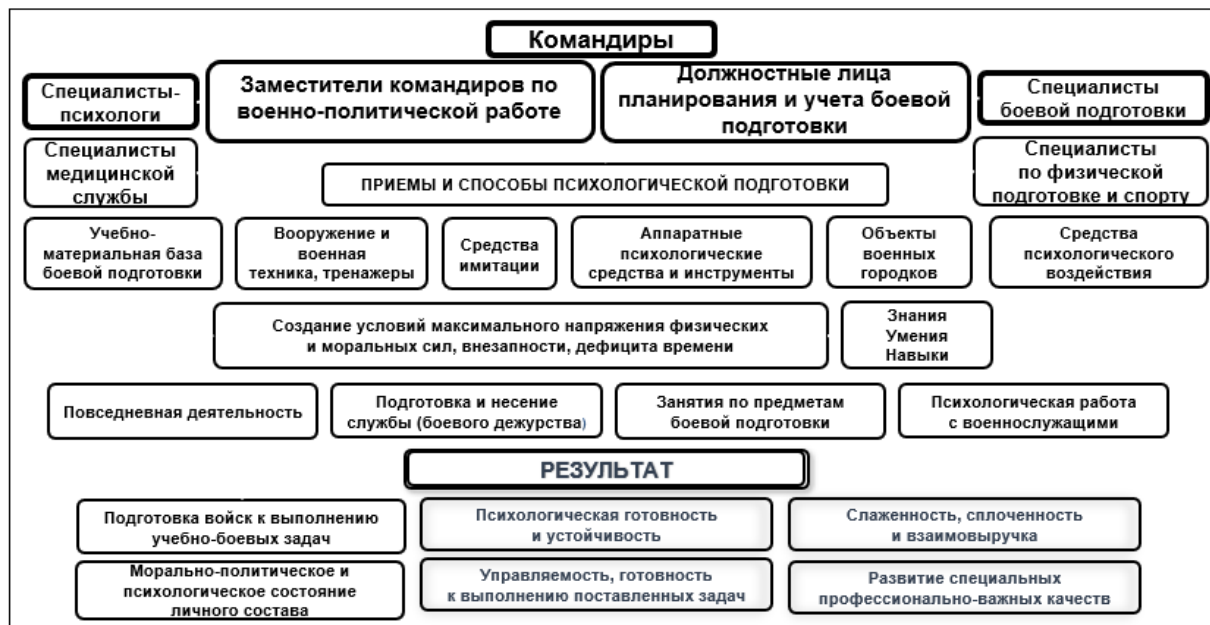 Командиры
Специалисты-
психологи
Заместители командиров по
военно-политической работе
Должностные лица
планирования и учета боевой
подготовки
Специалисты
боевой подготовки
Специалисты
медицинской
службы
ПРИЕМЫ И СПОСОБЫ ПСИХОЛОГИЧЕСКОЙ ПОДГОТОВКИ
Специалисты
по физической
подготовке и спорту
Учебно-
материальная база
боевой подготовки
Вооружение и
военная
техника, тренажеры
Средства
имитации
Аппаратные
психологические
средства и инструменты
Объекты
военных
городков
Средства
психологического
воздействия
Создание условий максимального напряжения физических
и моральных сил, внезапности, дефицита времени
Знания
Умения
Навыки
Повседневная деятельность
Подготовка и несение
службы (боевого дежурства)
Занятия по предметам
боевой подготовки
Психологическая работа
с военнослужащими
РЕЗУЛЬТАТ
Подготовка войск к выполнению
учебно-боевых задач
Психологическая готовность
и устойчивость
Слаженность, сплоченность
и взаимовыручка
Морально-политическое и
психологическое состояние
личного состава
Управляемость, готовность
к выполнению поставленных задач
Развитие специальных
профессионально-важных качеств